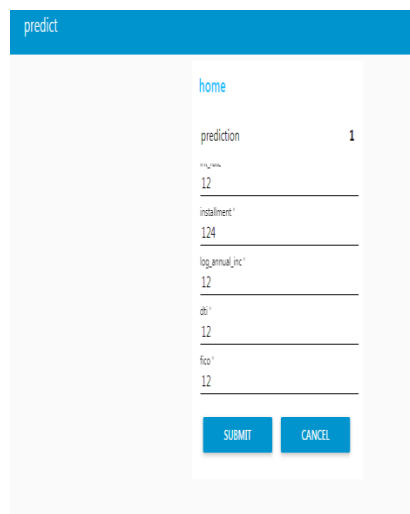 predict
home
prediction 1
12
installment *
124
log_annual_inc *
12
dti *
12
fico *
12
SUBMIT CANCEL